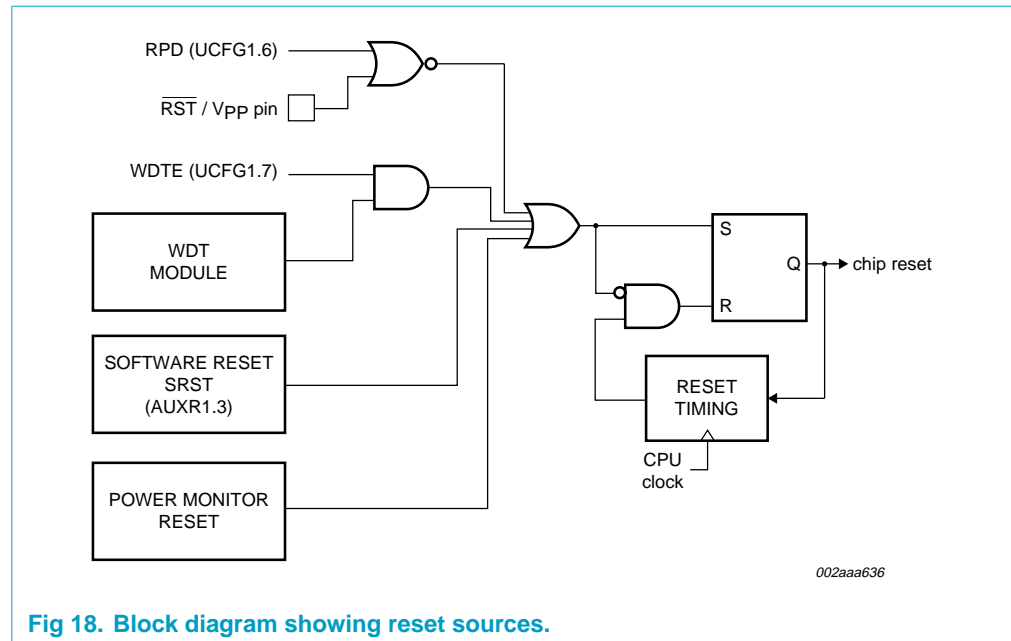 RPD (UCFG1.6)
RST / VPP pin
WDTE (UCFG1.7)
WDT
MODULE
SOFTWARE RESET
SRST
(AUXR1.3)
POWER MONITOR
RESET
S
Q
R
chip reset
RESET
TIMING
CPU
clock
002aaa636
Fig 18. Block diagram showing reset sources.